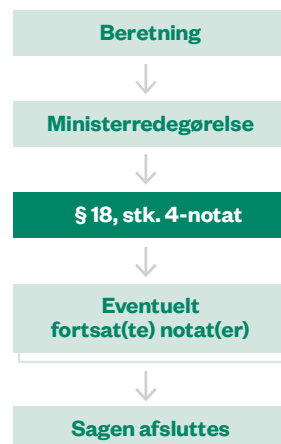 Beretning
Ministerredegørelse
§ 18, stk. 4-notat
Eventuelt
fortsat(te) notat(er)
Sagen afsluttes